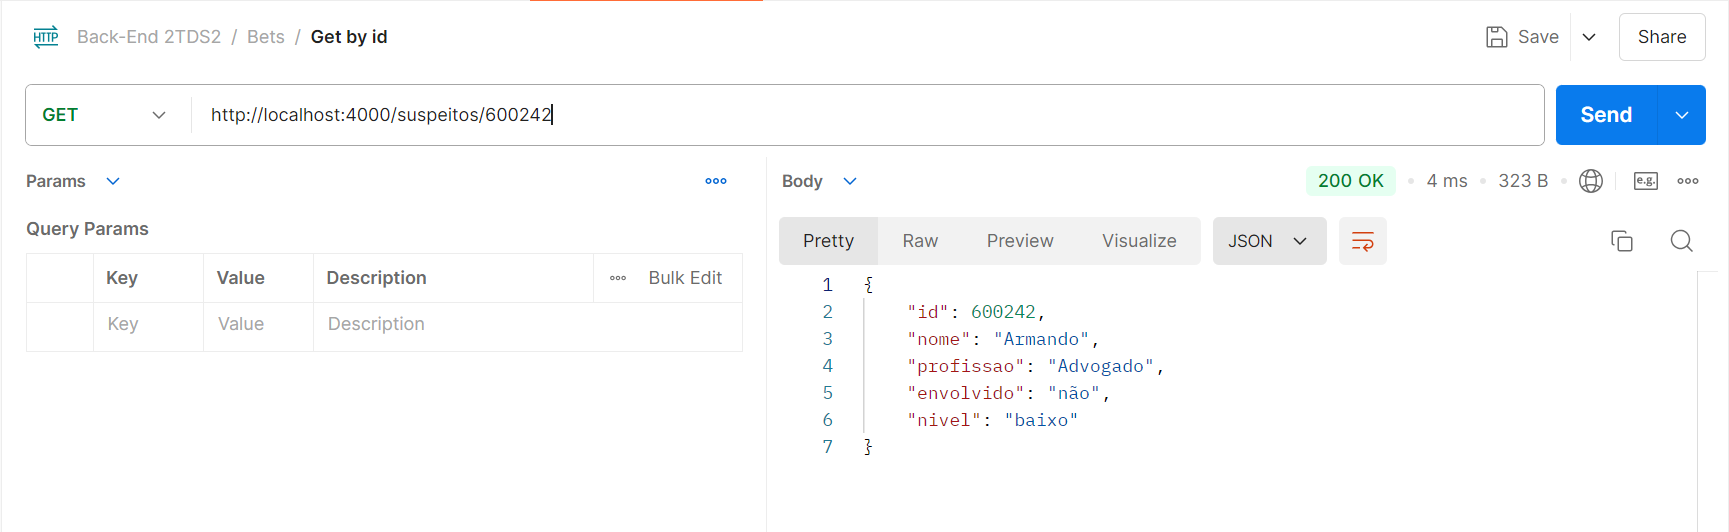 HTTP Back-End 2TDS2 / Bets / Get by id Save Share
GET http://localhost:4000/suspeitos/600242 Send
Params
Body 200 OK 4 ms 323 B e.g.
Query Params
Pretty Raw Preview Visualize JSON
Key Value Description Bulk Edit
Key Value Description
1 {
2 "id": 600242,
3 "nome": "Armando",
4 "profissao": "Advogado",
5 "envolvido": "não",
6 "nivel": "baixo"
7 }